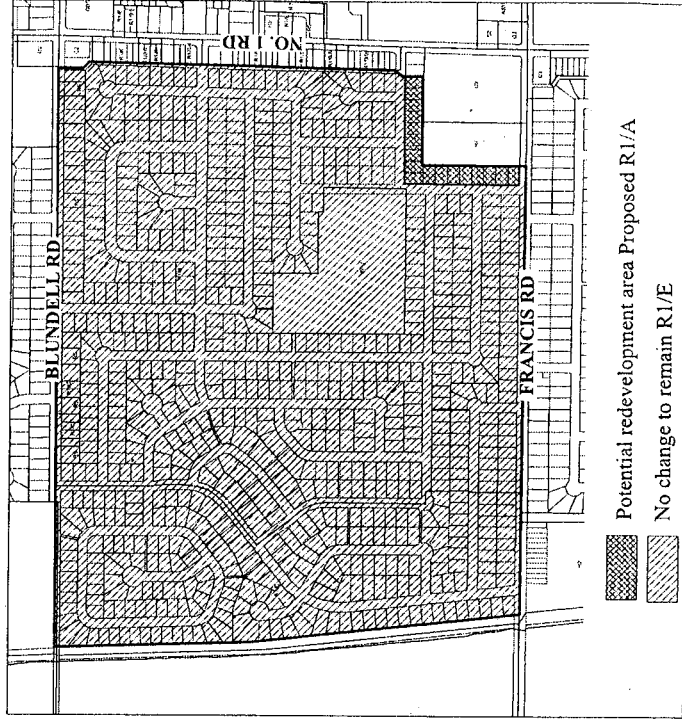 NO. 1 RD
BLUNDELL RD
FRANCIS RD
Potential redevelopment area Proposed R1/A
No change to remain R1/E